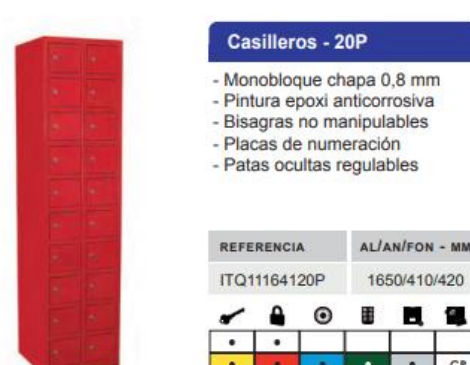 Casilleros - 20P
- Monobloque chapa 0,8 mm
- Pintura epoxi anticorrosiva
- Bisagras no manipulables
- Placas de numeración
- Patas ocultas regulables
REFERENCIA AL/AN/FON - MM
ITQ11164120P 1650/410/420